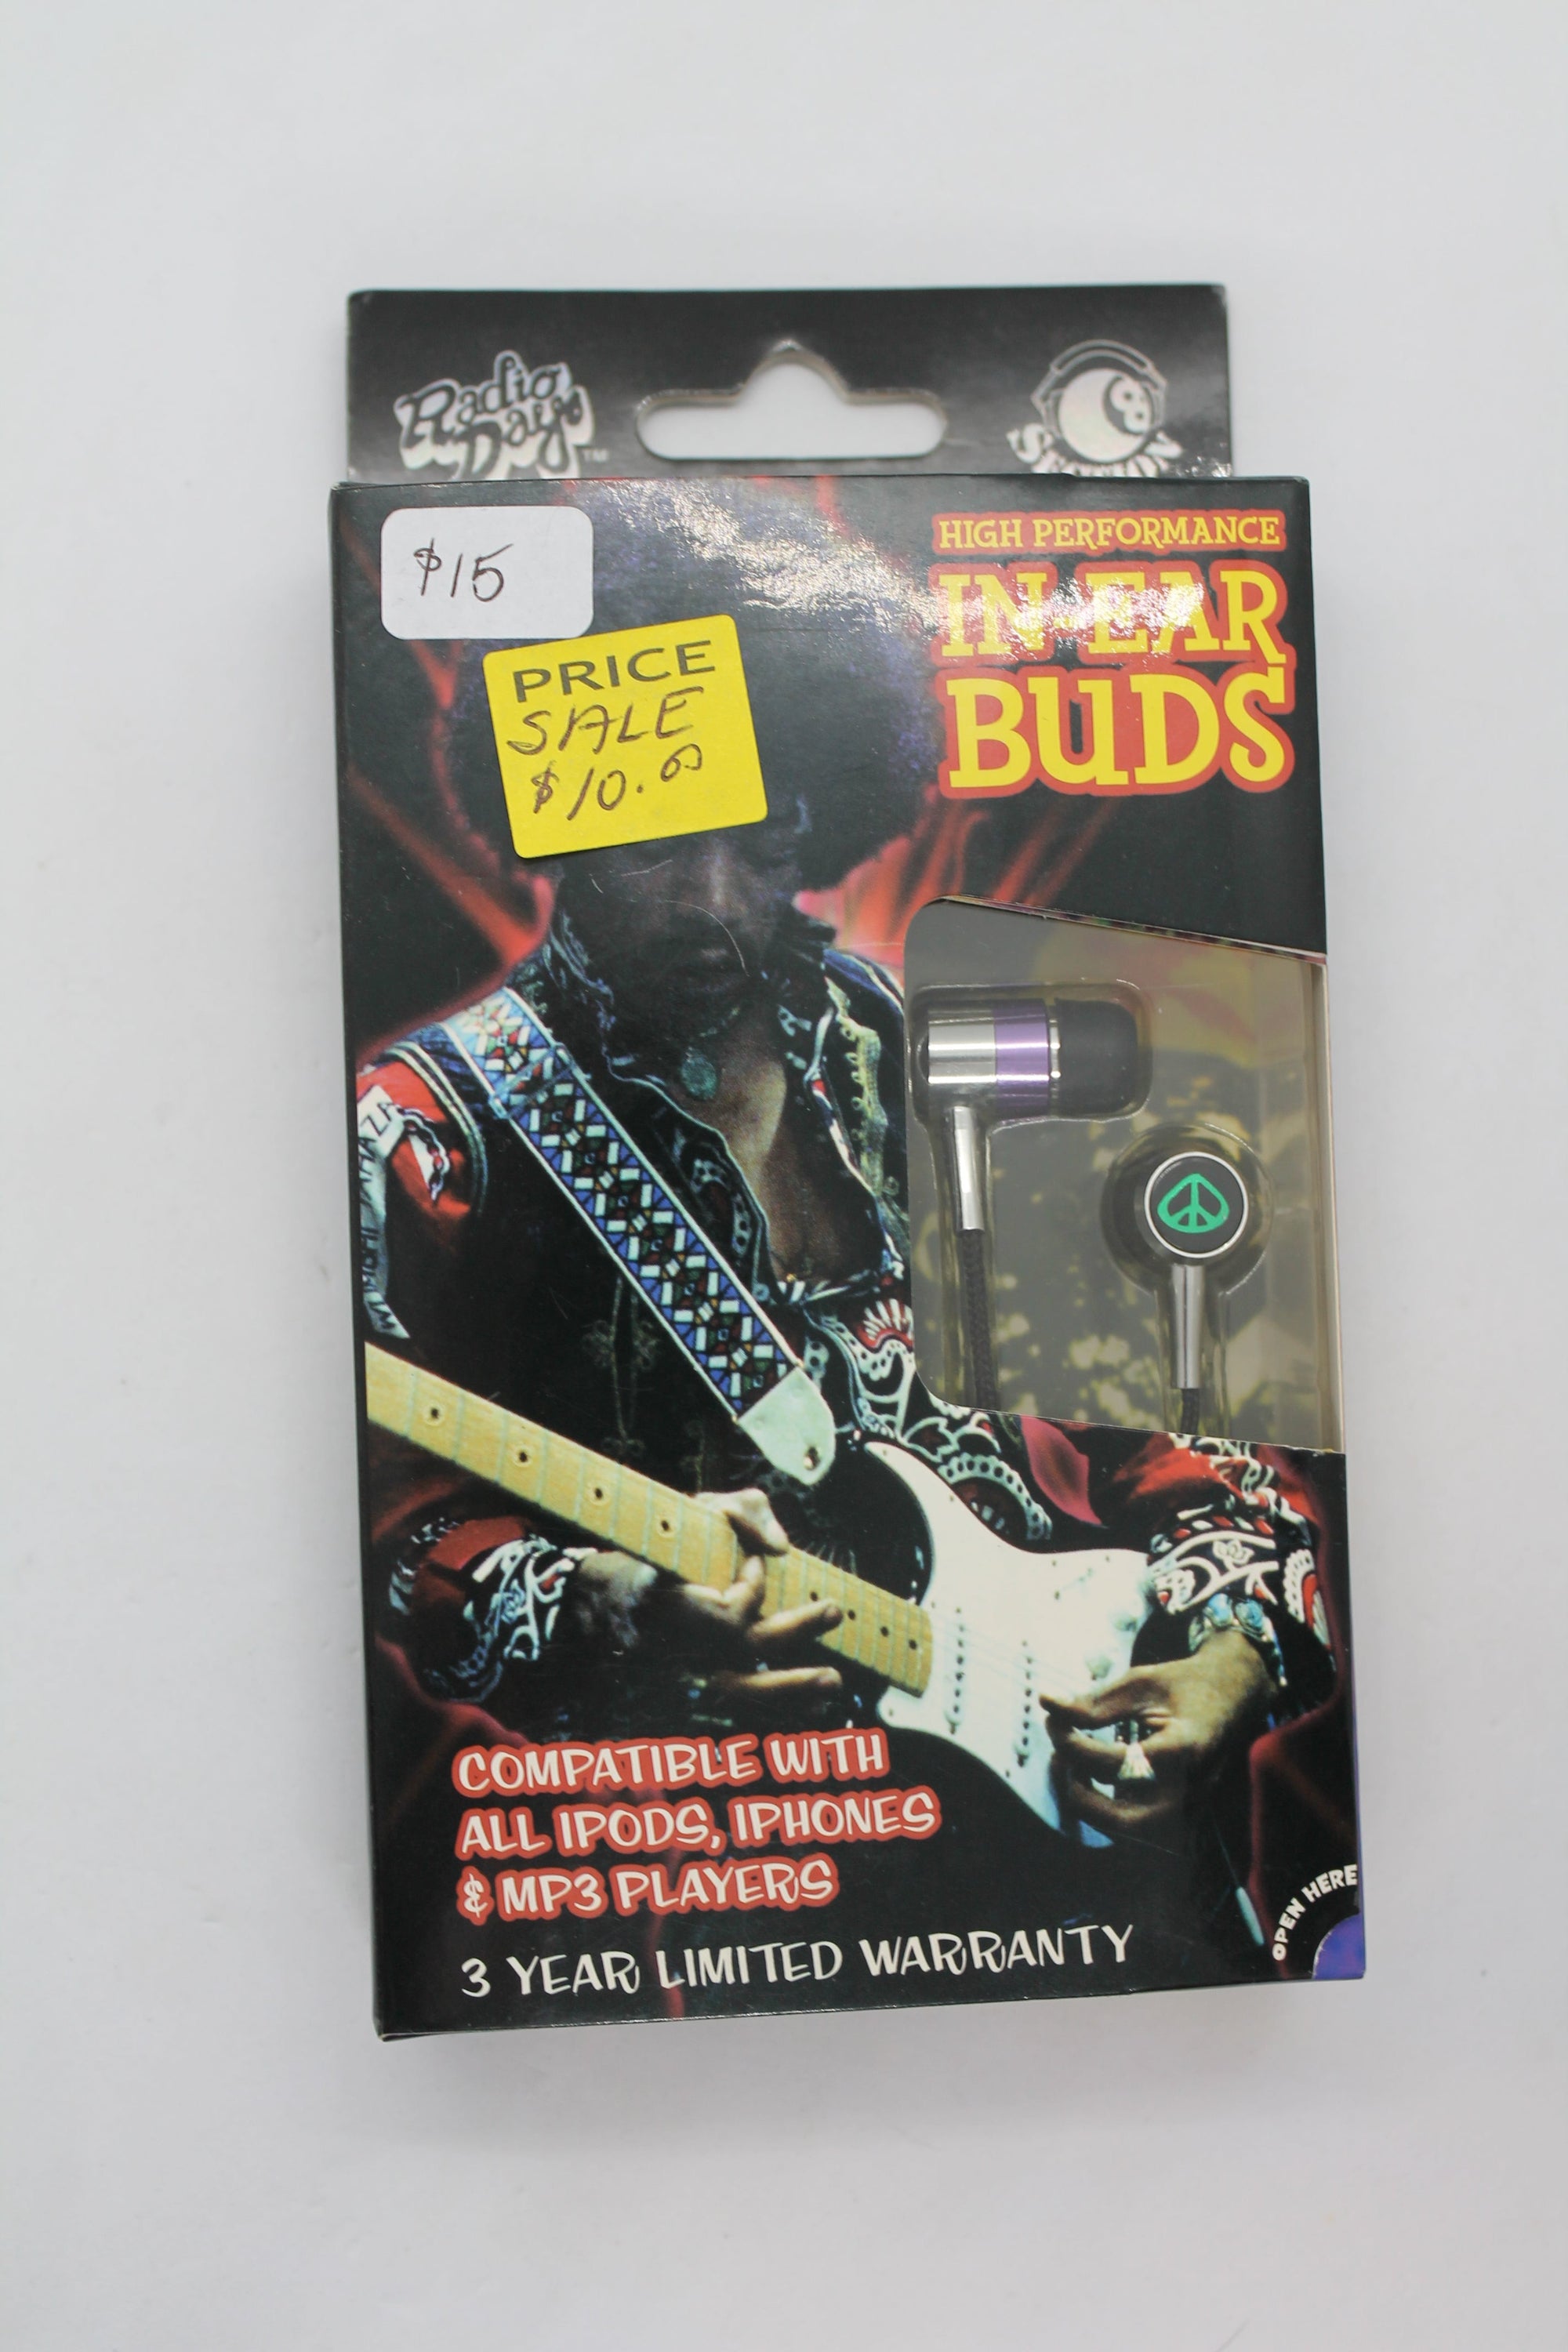 Radio
Days TM
$15
PRICE
SALE
$10.00
HIGH PERFORMANCE
IN-EAR
BUDS
COMPATIBLE WITH
ALL IPODS, IPHONES
& MP3 PLAYERS
3 YEAR LIMITED WARRANTY
OPEN HERE